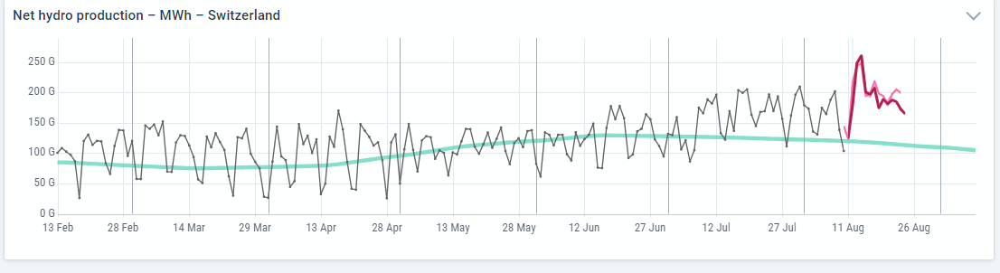 Net hydro production – MWh – Switzerland
250 G
200 G
150 G
100 G
50 G
0 G
13 Feb 28 Feb 14 Mar 29 Mar 13 Apr 28 Apr 13 May 28 May 12 Jun 27 Jun 12 Jul 27 Jul 11 Aug 26 Aug